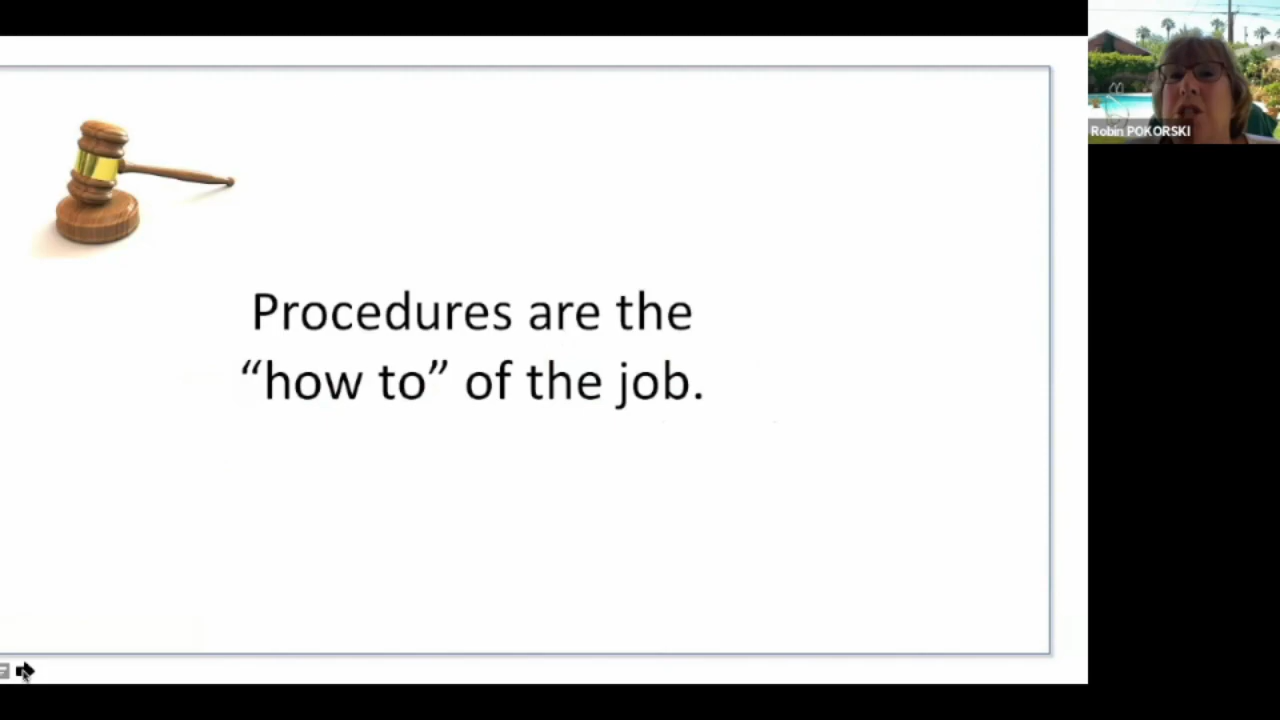 Procedures are the
“how to” of the job.
Robin POKORSKI